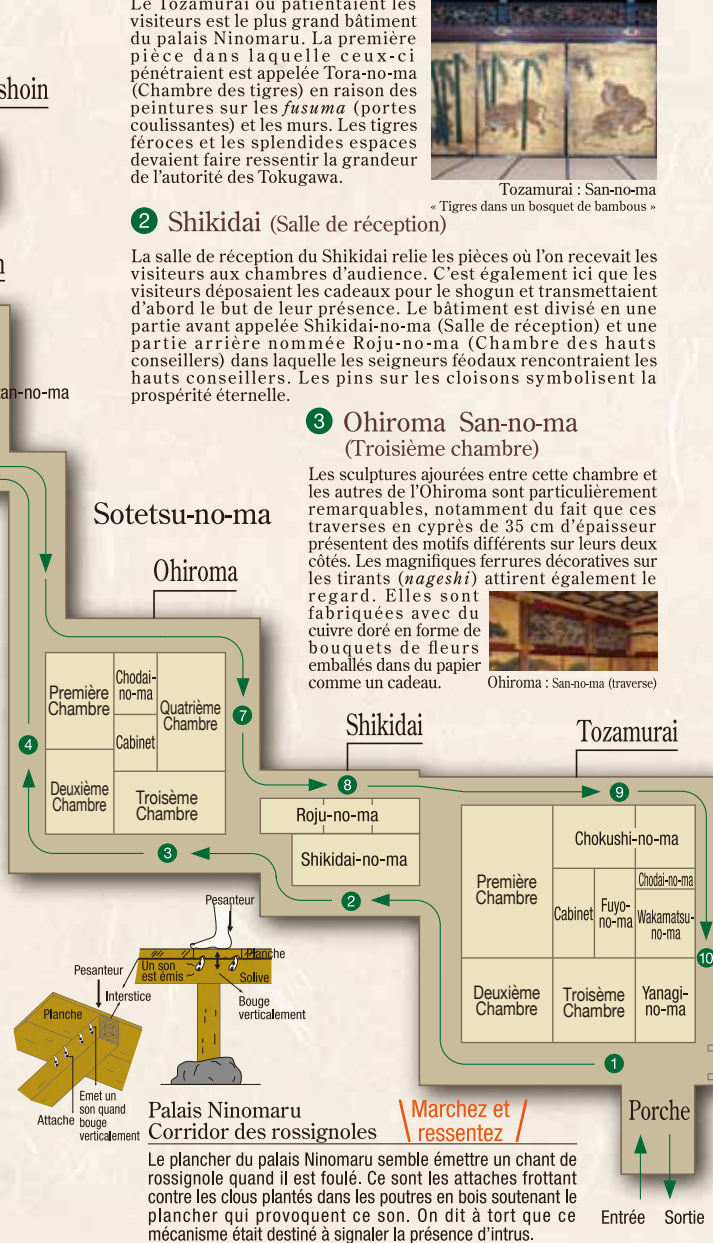 Le Tozamurai où patientaient les
visiteurs est le plus grand bâtiment
du palais Ninomaru. La première
pièce dans laquelle ceux-ci
pénétraient est appelée Tora-no-ma
(Chambre des tigres) en raison des
peintures sur les fusuma (portes
coulissantes) et les murs. Les tigres
féroces et les splendides espaces
devaient faire ressentir la grandeur
de l'autorité des Tokugawa.
Tozamurai : San-no-ma
« Tigres dans un bosquet de bambous »
shoin
n
an-no-ma
2 Shikidai (Salle de réception)
La salle de réception du Shikidai relie les pièces où l'on recevait les
visiteurs aux chambres d'audience. C'est également ici que les
visiteurs déposaient les cadeaux pour le shogun et transmettaient
d'abord le but de leur présence. Le bâtiment est divisé en une
partie avant appelée Shikidai-no-ma (Salle de réception) et une
partie arrière nommée Roju-no-ma (Chambre des hauts
conseillers) dans laquelle les seigneurs féodaux rencontraient les
hauts conseillers. Les pins sur les cloisons symbolisent la
prospérité éternelle.
3 Ohiroma San-no-ma
(Troisième chambre)
Les sculptures ajourées entre cette chambre et
les autres de l'Ohiroma sont particulièrement
remarquables, notamment du fait que ces
traverses en cyprès de 35 cm d'épaisseur
présentent des motifs différents sur leurs deux
côtés. Les magnifiques ferrures décoratives sur
les tirants (nageshi) attirent également le
regard. Elles sont
fabriquées avec du
cuivre doré en forme de
bouquets de fleurs
emballés dans du papier
comme un cadeau.
Ohiroma : San-no-ma (traverse)
Sotetsu-no-ma
Ohiroma
Première
Chambre
Chodai-
no-ma
Quatrième
Chambre
Cabinet
Deuxième
Chambre
Troisème
Chambre
4
7
3
Shikidai
8
Roju-no-ma
Shikidai-no-ma
2
Tozamurai
9
Chokushi-no-ma
Première
Chambre
Cabinet
Fuyo-
no-ma
Chodai-no-ma
Wakamatsu-
no-ma
Deuxième
Chambre
Troisème
Chambre
Yanagi-
no-ma
10
1
Porche
Entrée
Sortie
Pesanteur
Planche
Un son
est émis
Solive
Bouge
verticalement
Pesanteur
Interstice
Planche
Attache
Emet un
son quand
bouge
verticalement
Palais Ninomaru
Corridor des rossignoles
Marchez et
ressentez
Le plancher du palais Ninomaru semble émettre un chant de
rossignole quand il est foulé. Ce sont les attaches frottant
contre les clous plantés dans les poutres en bois soutenant le
plancher qui provoquent ce son. On dit à tort que ce
mécanisme était destiné à signaler la présence d'intrus.